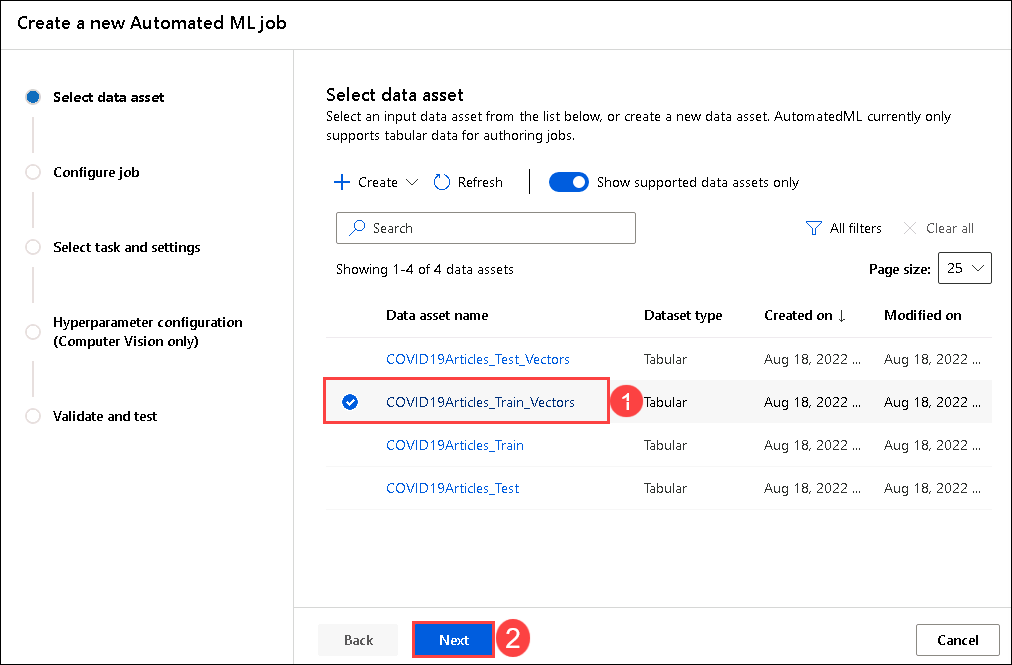 Create a new Automated ML job
Select data asset
Configure job
Select task and settings
Hyperparameter configuration
(Computer Vision only)
Validate and test
Select data asset
Select an input data asset from the list below, or create a new data asset. AutomatedML currently only
supports tabular data for authoring jobs.
Create Refresh Show supported data assets only
Search All filters Clear all
Showing 1-4 of 4 data assets Page size: 25
Data asset name Dataset type Created on ↓ Modified on
COVID19Articles_Test_Vectors Tabular Aug 18, 2022 ... Aug 18, 2022 ...
COVID19Articles_Train_Vectors 1 Tabular Aug 18, 2022 ... Aug 18, 2022 ...
COVID19Articles_Train Tabular Aug 18, 2022 ... Aug 18, 2022 ...
COVID19Articles_Test Tabular Aug 18, 2022 ... Aug 18, 2022 ...
Back Next 2 Cancel